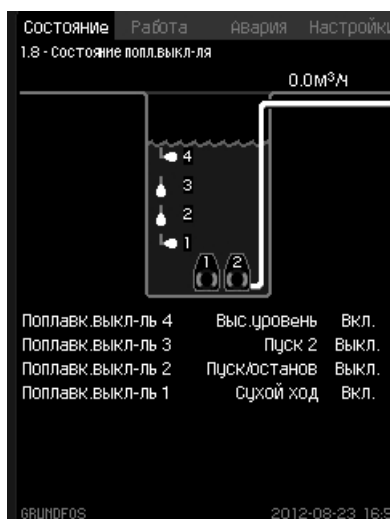 Состояние Работа Авария Настройки
1.8 - Состояние попл.выкл-ля
0.0м³/ч
4
3
2
1
1 2
Поплавк.выкл-ль 4 Выс.уровень Вкл.
Поплавк.выкл-ль 3 Пуск 2 Выкл.
Поплавк.выкл-ль 2 Пуск/останов Выкл.
Поплавк.выкл-ль 1 Сухой ход Вкл.
GRUNDFOS 2012-08-23